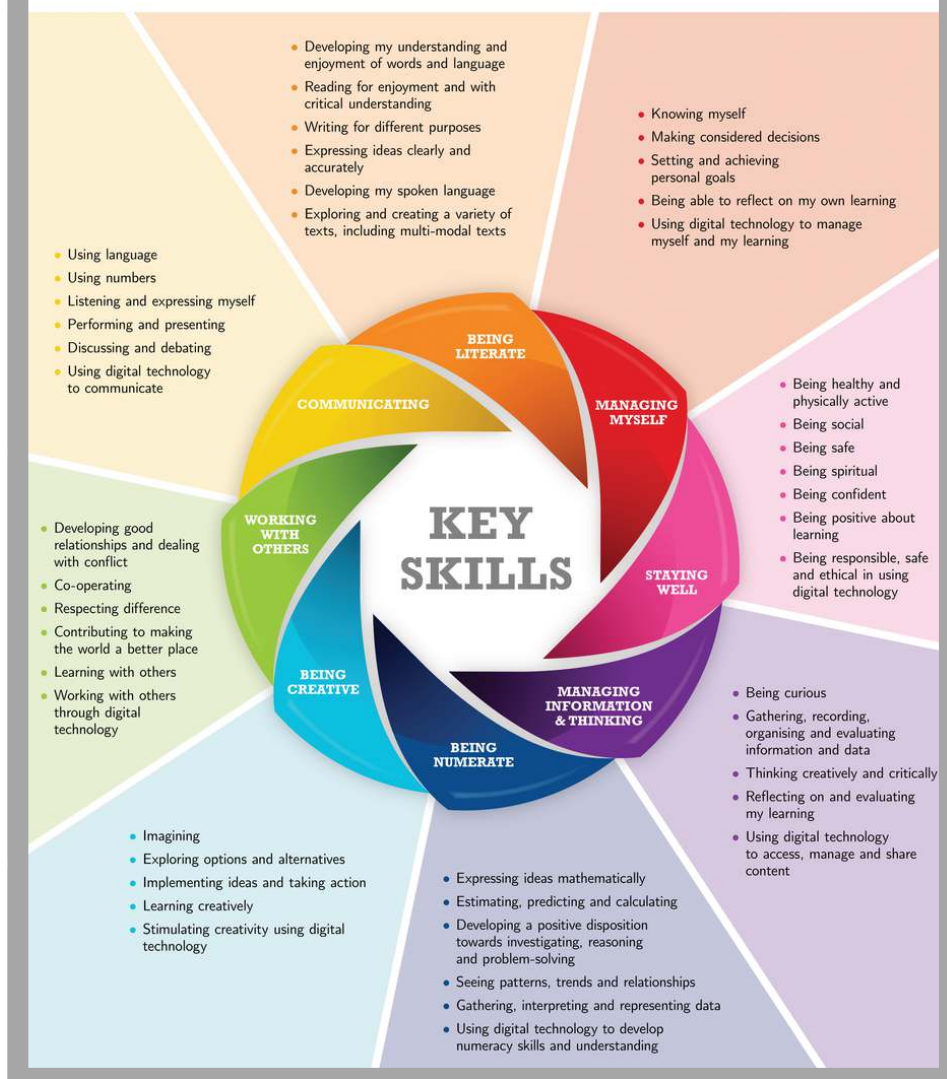 KEY
SKILLS
BEING
LITERATE
• Developing my understanding and
enjoyment of words and language
• Reading for enjoyment and with
critical understanding
• Writing for different purposes
• Expressing ideas clearly and
accurately
• Developing my spoken language
• Exploring and creating a variety of
texts, including multi-modal texts
MANAGING
MYSELF
• Knowing myself
• Making considered decisions
• Setting and achieving
personal goals
• Being able to reflect on my own learning
• Using digital technology to manage
myself and my learning
STAYING
WELL
• Being healthy and
physically active
• Being social
• Being safe
• Being spiritual
• Being confident
• Being positive about
learning
• Being responsible, safe
and ethical in using
digital technology
MANAGING
INFORMATION
& THINKING
• Being curious
• Gathering, recording,
organising and evaluating
information and data
• Thinking creatively and critically
• Reflecting on and evaluating
my learning
• Using digital technology
to access, manage and share
content
BEING
NUMERATE
• Expressing ideas mathematically
• Estimating, predicting and calculating
• Developing a positive disposition
towards investigating, reasoning
and problem-solving
• Seeing patterns, trends and relationships
• Gathering, interpreting and representing data
• Using digital technology to develop
numeracy skills and understanding
BEING
CREATIVE
• Imagining
• Exploring options and alternatives
• Implementing ideas and taking action
• Learning creatively
• Stimulating creativity using digital
technology
WORKING
WITH
OTHERS
• Developing good
relationships and dealing
with conflict
• Co-operating
• Respecting difference
• Contributing to making
the world a better place
• Learning with others
• Working with others
through digital
technology
COMMUNICATING
• Using language
• Using numbers
• Listening and expressing myself
• Performing and presenting
• Discussing and debating
• Using digital technology
to communicate